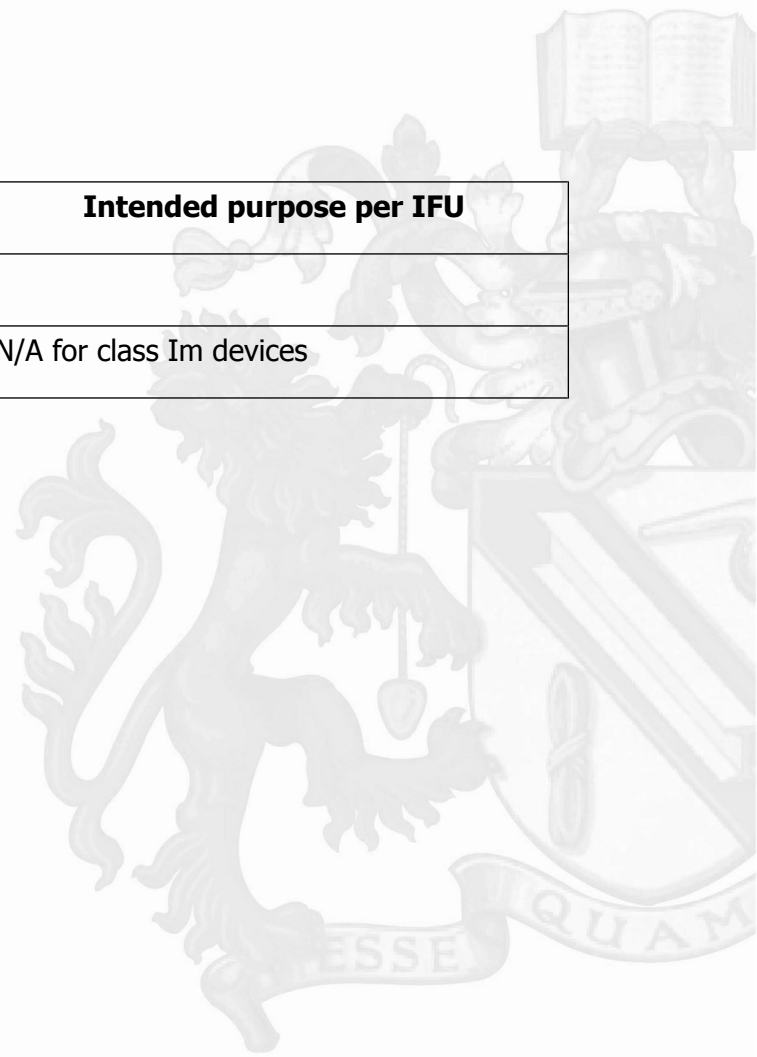 Intended purpose per IFU
N/A for class Im devices
ESSE
QUAM